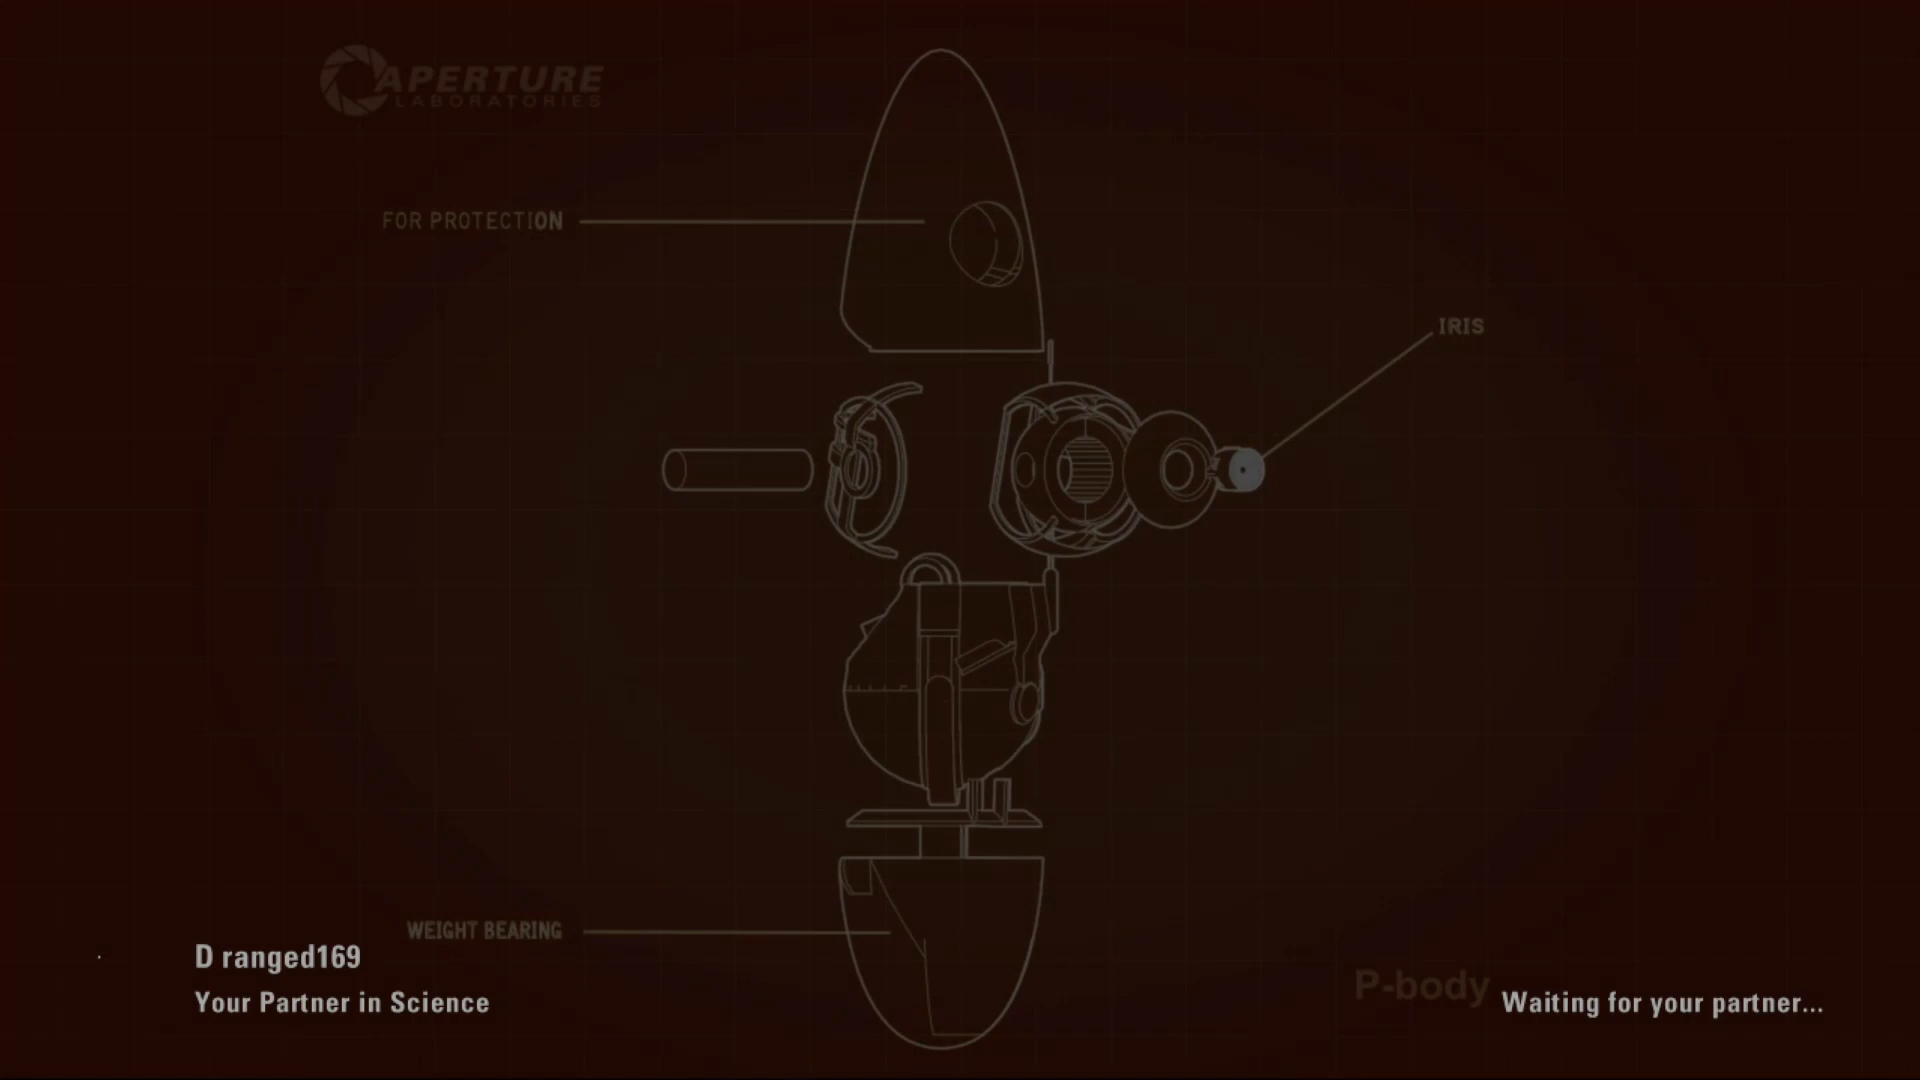 APERTURE
LABORATORIES
FOR PROTECTION
IRIS
WEIGHT BEARING
D ranged169
Your Partner in Science
P-body
Waiting for your partner...